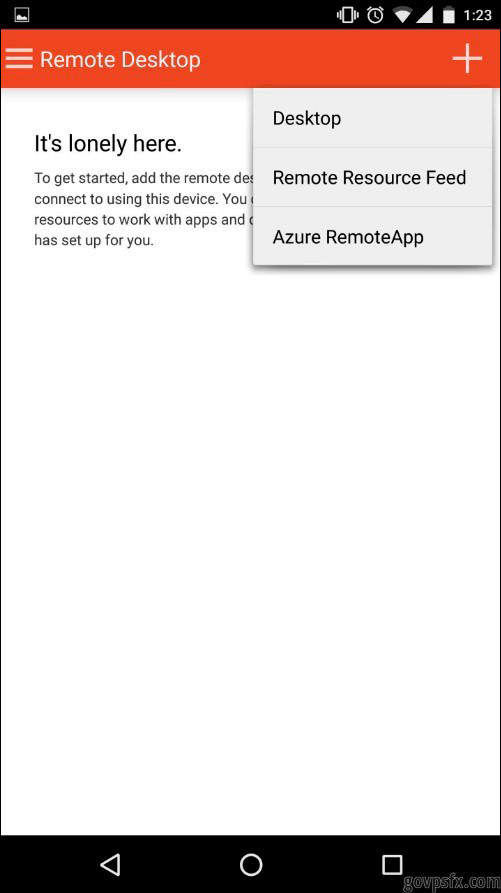 1:23
Remote Desktop
Desktop
Remote Resource Feed
Azure RemoteApp
It's lonely here.
To get started, add the remote des
connect to using this device. You
resources to work with apps and
has set up for you.
govpsfx.com